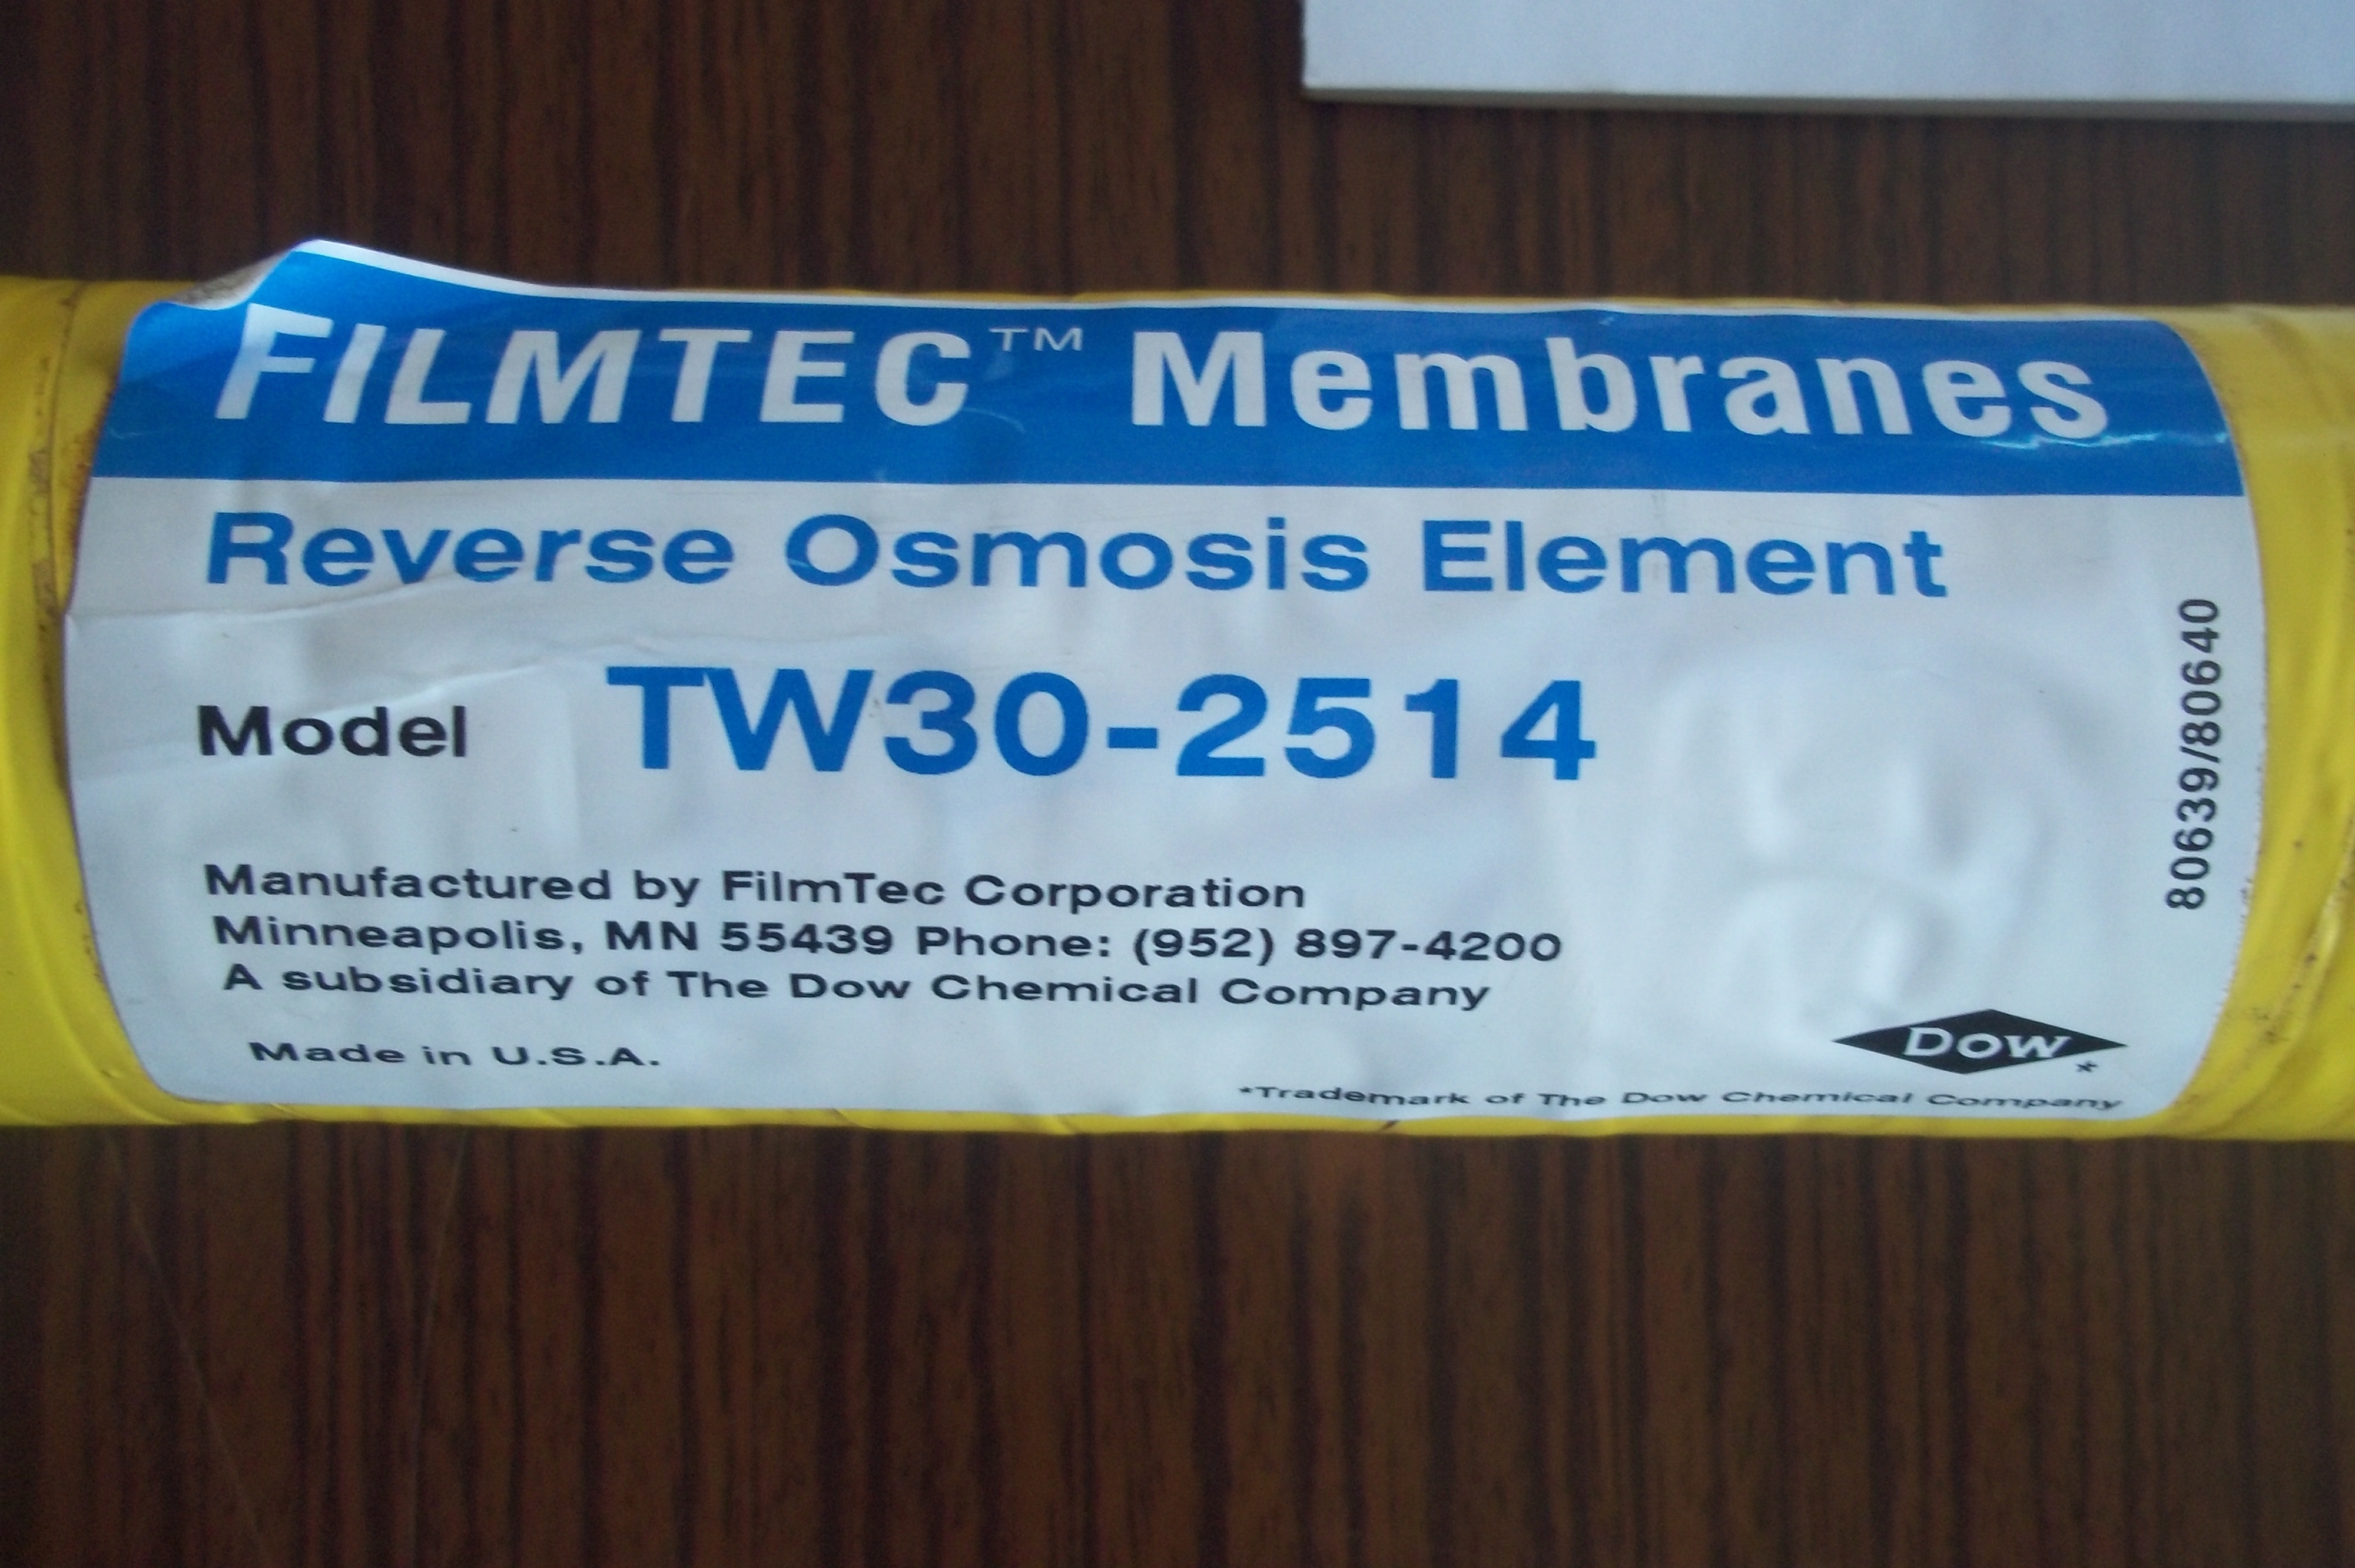 FILMTEC™ Membranes
Reverse Osmosis Element
Model TW30-2514
80639/80640
Manufactured by FilmTec Corporation
Minneapolis, MN 55439 Phone: (952) 897-4200
A subsidiary of The Dow Chemical Company
Made in U.S.A.
Dow*
*Trademark of The Dow Chemical Company